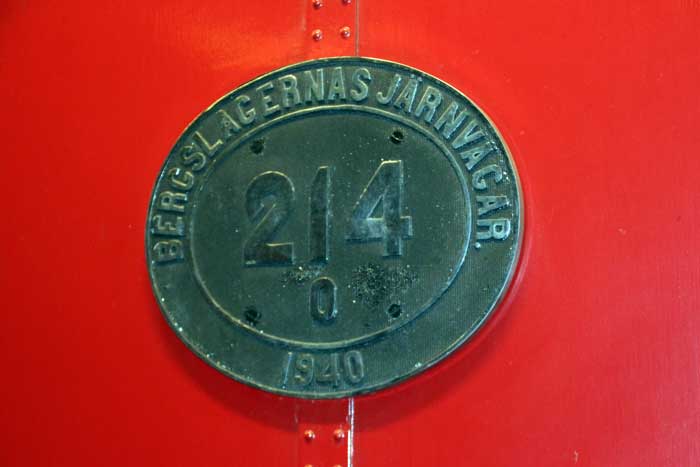 BERGSLAGERNAS JÄRNVÄGAR.
214
O
1940